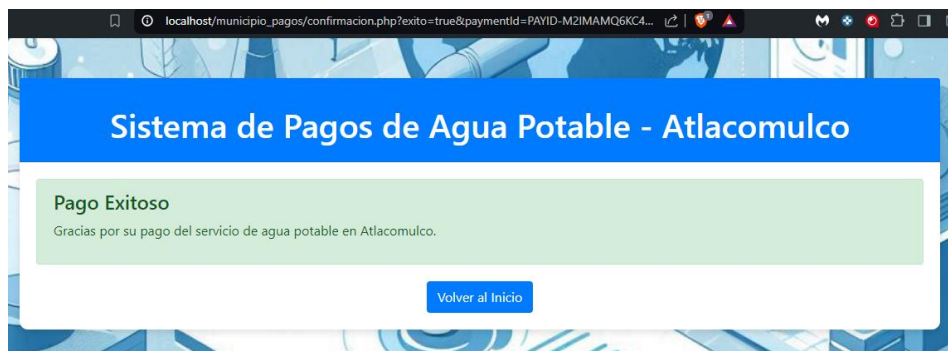 localhost/municipio_pagos/confirmacion.php?exito=true&paymentId=PAYID-M2IMAMQ6KC4...
Sistema de Pagos de Agua Potable - Atlacomulco
Pago Exitoso
Gracias por su pago del servicio de agua potable en Atlacomulco.
Volver al Inicio